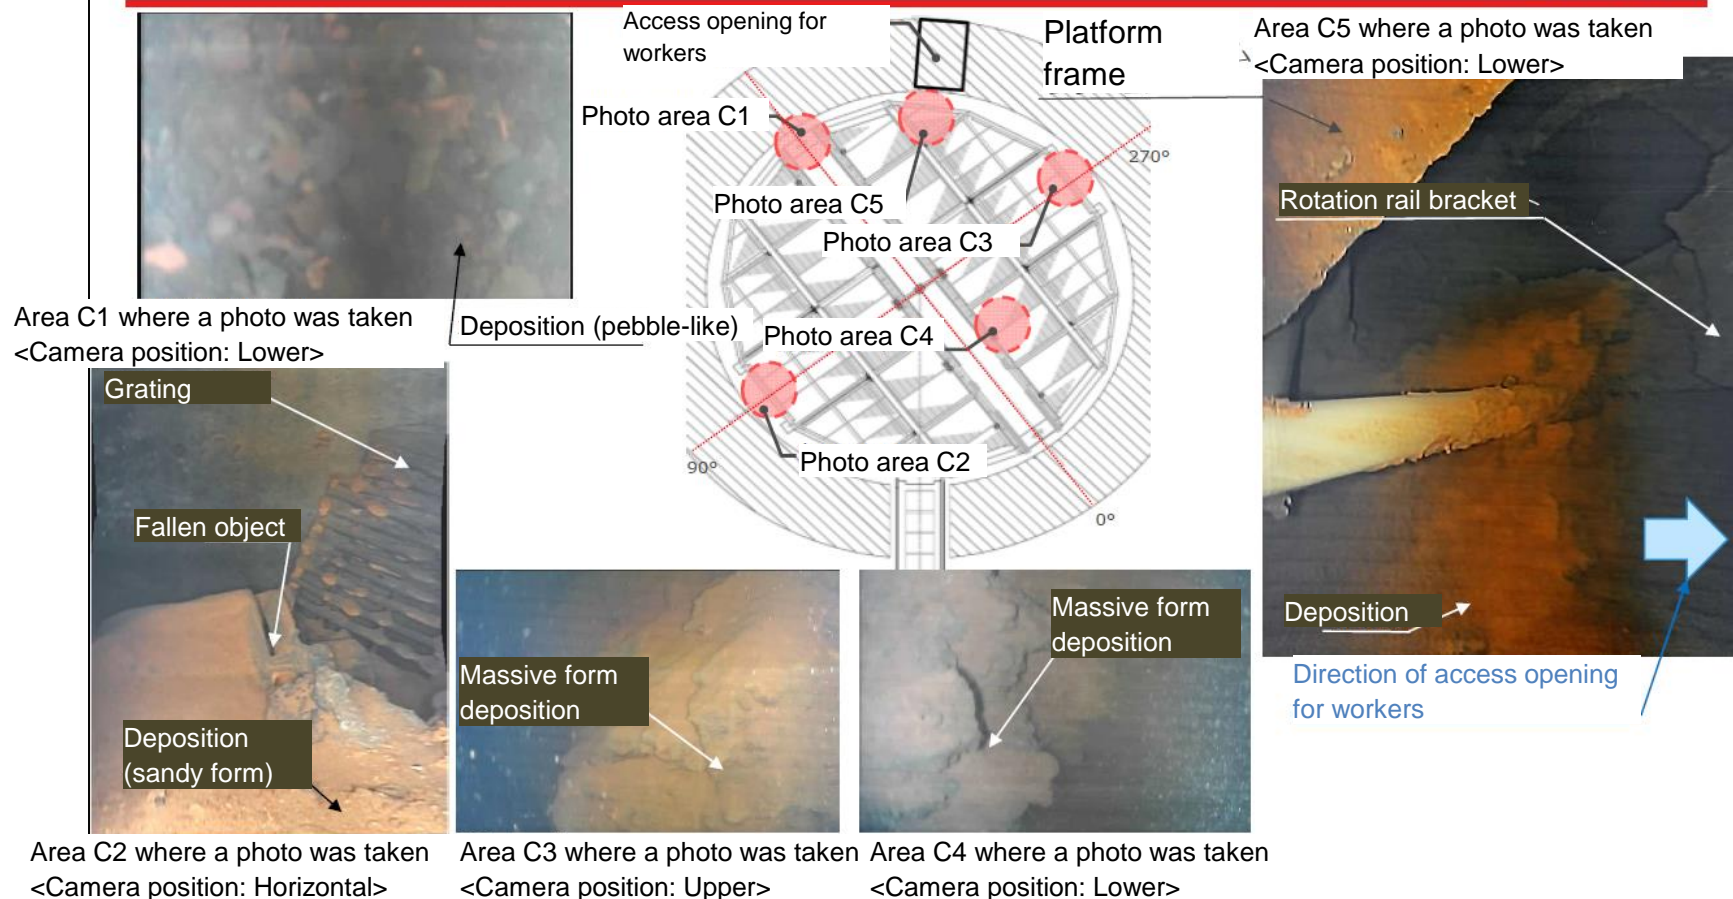 Access opening for
workers
Platform
frame
Area C5 where a photo was taken
<Camera position: Lower>
Photo area C1
270°
Photo area C5
Rotation rail bracket
Photo area C3
Area C1 where a photo was taken
<Camera position: Lower>
Deposition (pebble-like)
Photo area C4
Grating
Photo area C2
90°
0°
Fallen object
Massive form
deposition
Deposition
Massive form
deposition
Direction of access opening
for workers
Deposition
(sandy form)
Area C2 where a photo was taken
<Camera position: Horizontal>
Area C3 where a photo was taken
<Camera position: Upper>
Area C4 where a photo was taken
<Camera position: Lower>